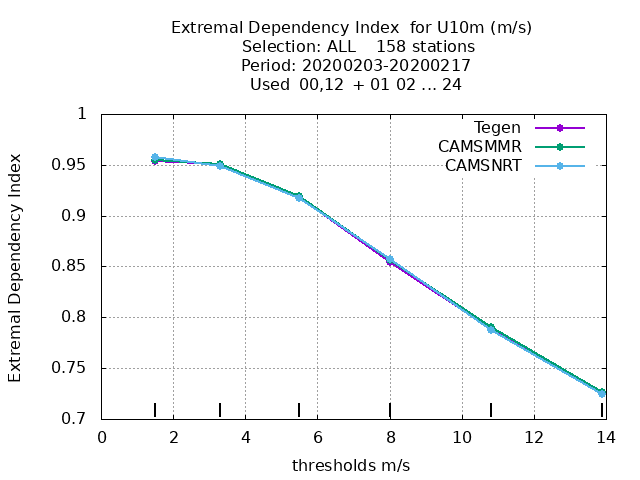 Extremal Dependency Index  for U10m (m/s)
Selection: ALL    158 stations
Period: 20200203-20200217
Used  00,12  + 01 02 ... 24
Extremal Dependency Index
1
0.95
0.9
0.85
0.8
0.75
0.7
Tegen
CAMSMMR
CAMSNRT
0 2 4 6 8 10 12 14
thresholds m/s